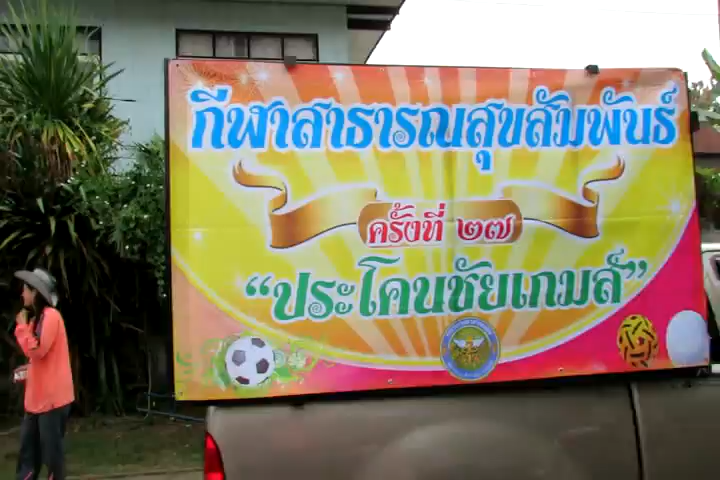 กีฬาสาธารณสุขสัมพันธ์
ครั้งที่ ๒๗
“ประโคนชัยเกมส์”